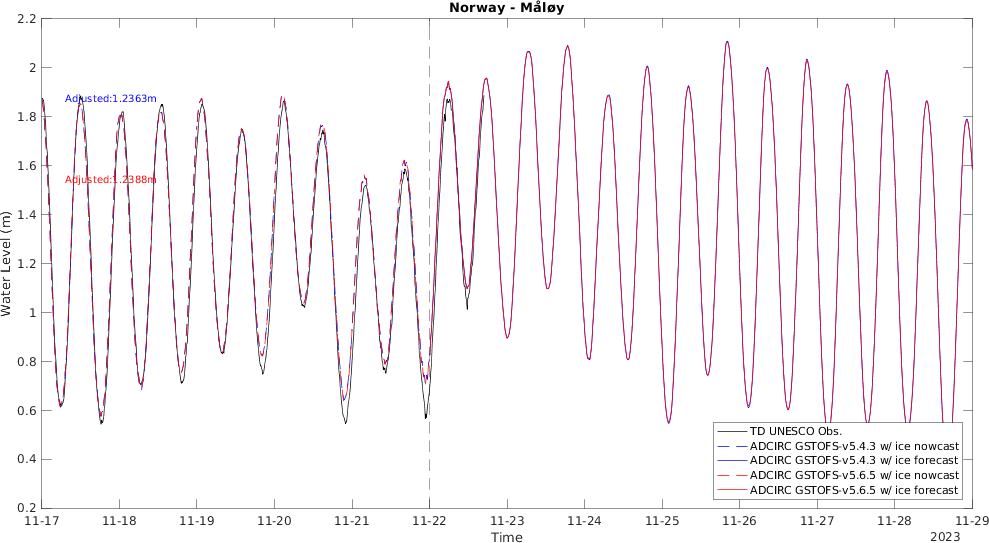 Norway - Måløy
2.2
2
1.8
1.6
1.4
1.2
1
0.8
0.6
0.4
0.2
Water Level (m)
Adjusted:1.2363m
Adjusted:1.2388m
TD UNESCO Obs.
ADCIRC GSTOFS-v5.4.3 w/ ice nowcast
ADCIRC GSTOFS-v5.4.3 w/ ice forecast
ADCIRC GSTOFS-v5.6.5 w/ ice nowcast
ADCIRC GSTOFS-v5.6.5 w/ ice forecast
11-17 11-18 11-19 11-20 11-21 11-22 11-23 11-24 11-25 11-26 11-27 11-28 11-29
Time
2023